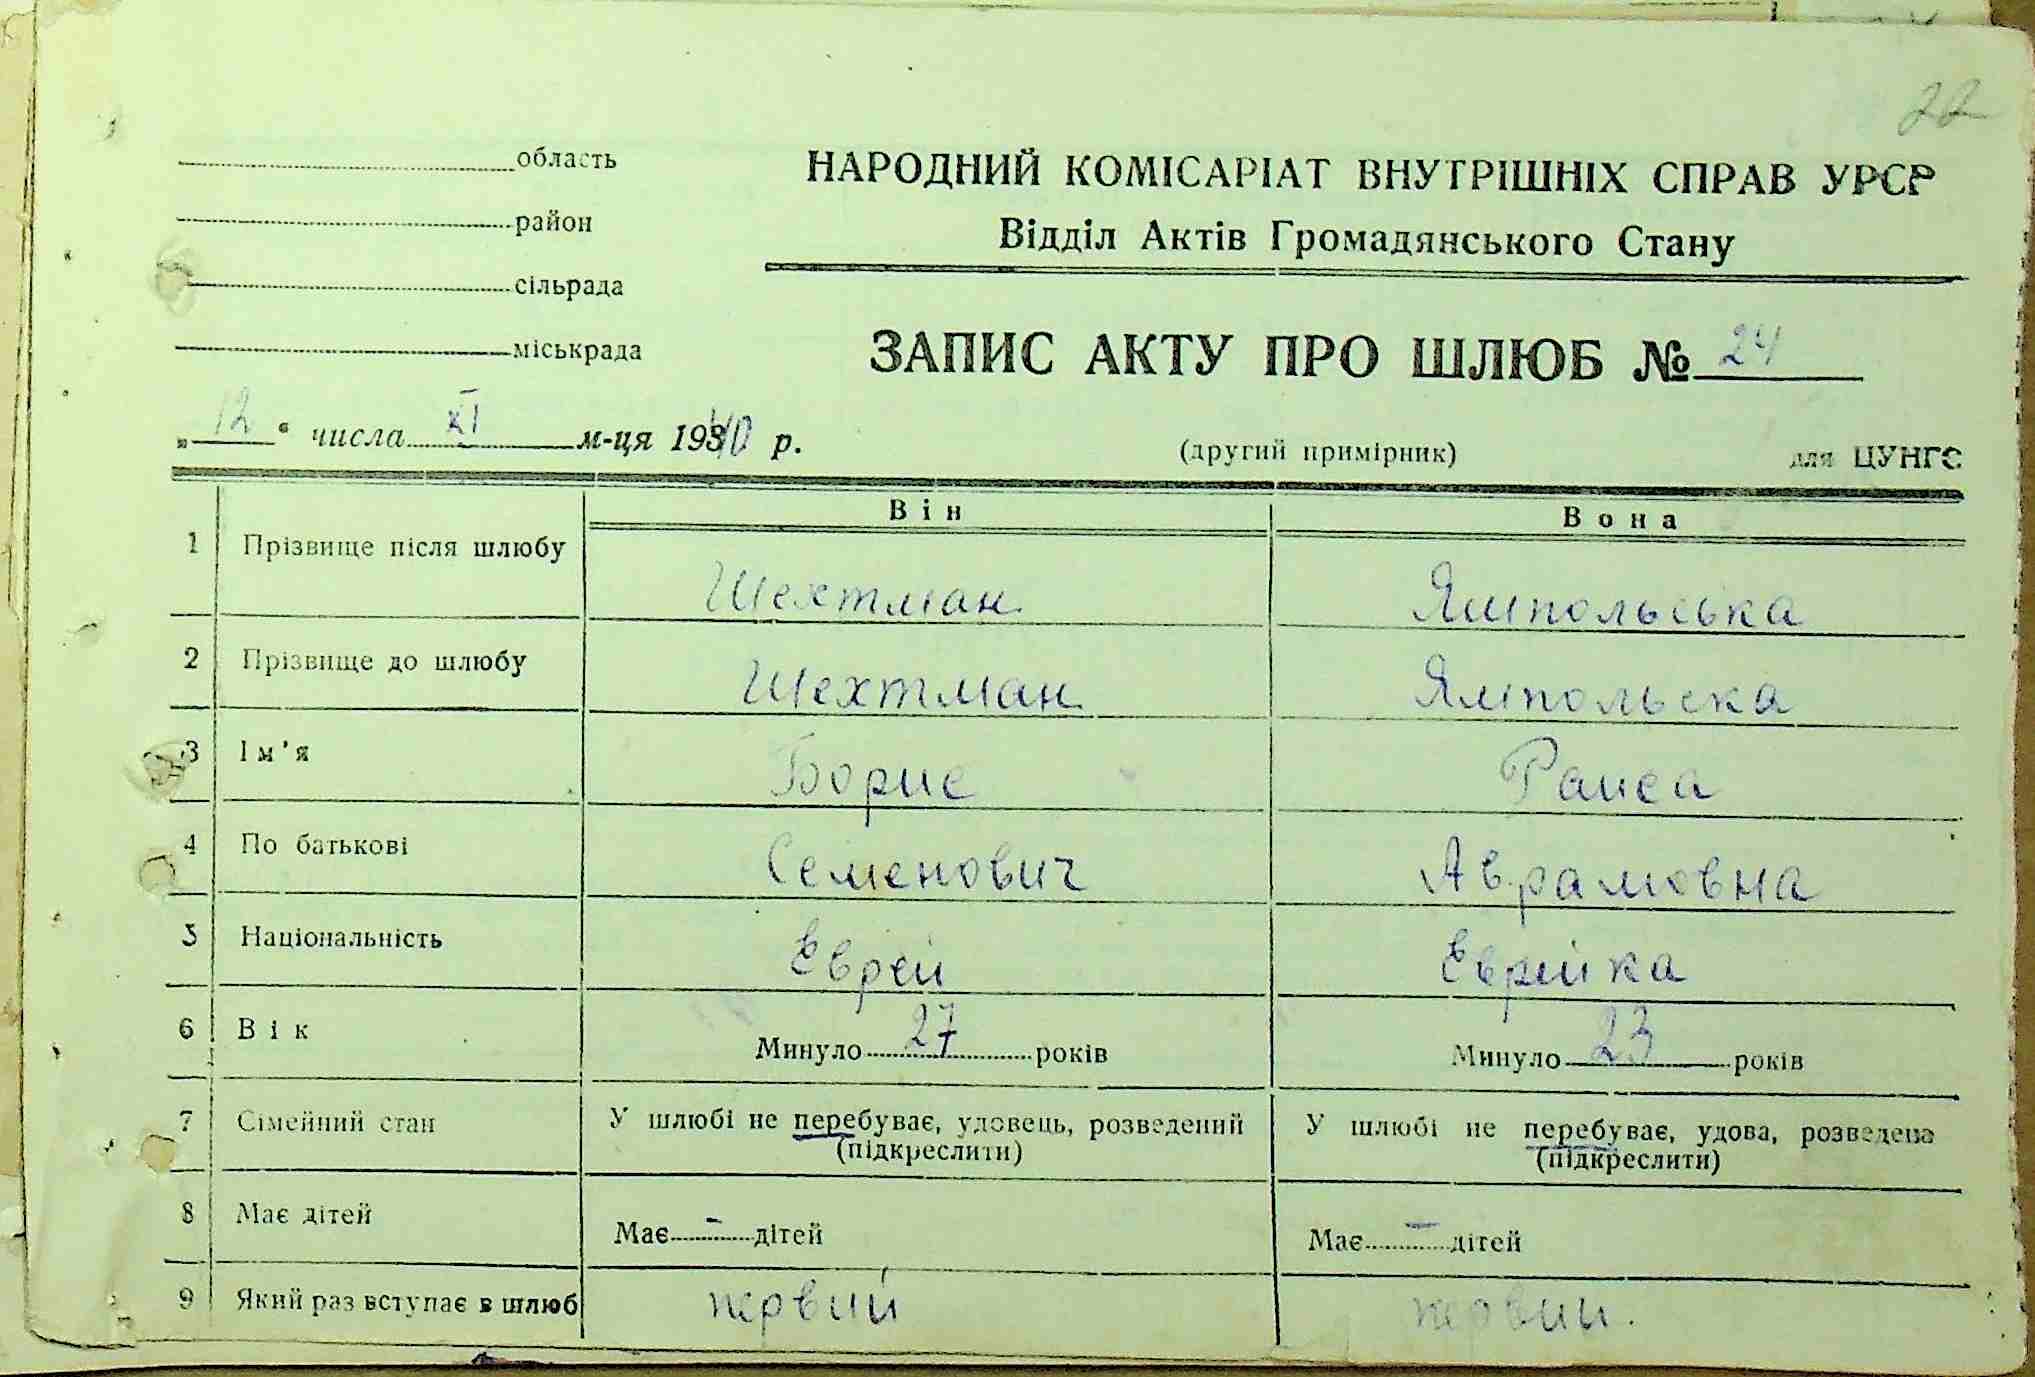 22
область
район
сільрада
міськрада
НАРОДНИЙ КОМІСАРІАТ ВНУТРІШНІХ СПРАВ УРСР
Відділ Актів Громадянського Стану
ЗАПИС АКТУ ПРО ШЛЮБ № 24
„12“ числа XI м-ця 1940 р.
(другий примірник) для ЦУНГС
Він Вона
1 Прізвище після шлюбу Шехтман Ямпольська
2 Прізвище до шлюбу Шехтман Ямпольска
3 Ім'я Борис Раиса
4 По батькові Семенович Аврамовна
5 Національність Еврей Еврейка
6 Вік Минуло 27 років Минуло 23 років
7 Сімейний стан У шлюбі не перебуває, удовець, розведений У шлюбі не перебуває, удова, розведена
(підкреслити) (підкреслити)
8 Має дітей Має – дітей Має – дітей
9 Який раз вступає в шлюб первий первий.